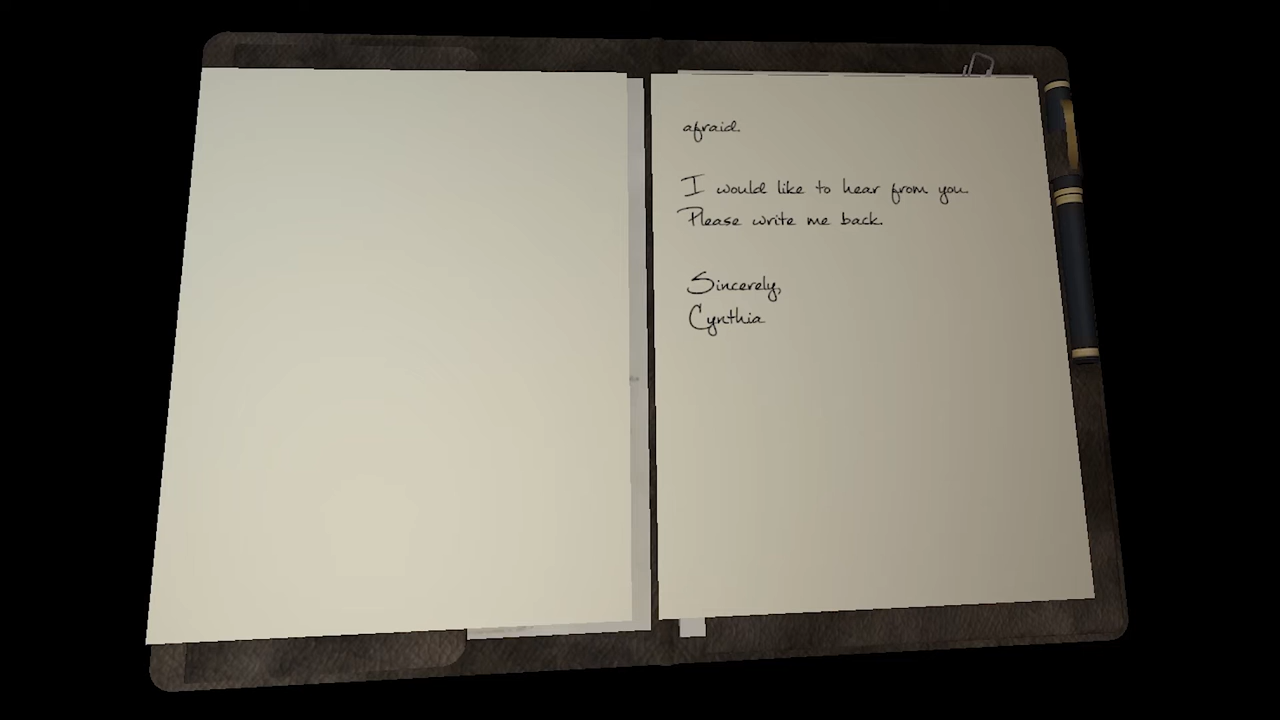 afraid.
I would like to hear from you.
Please write me back.
Sincerely,
Cynthia